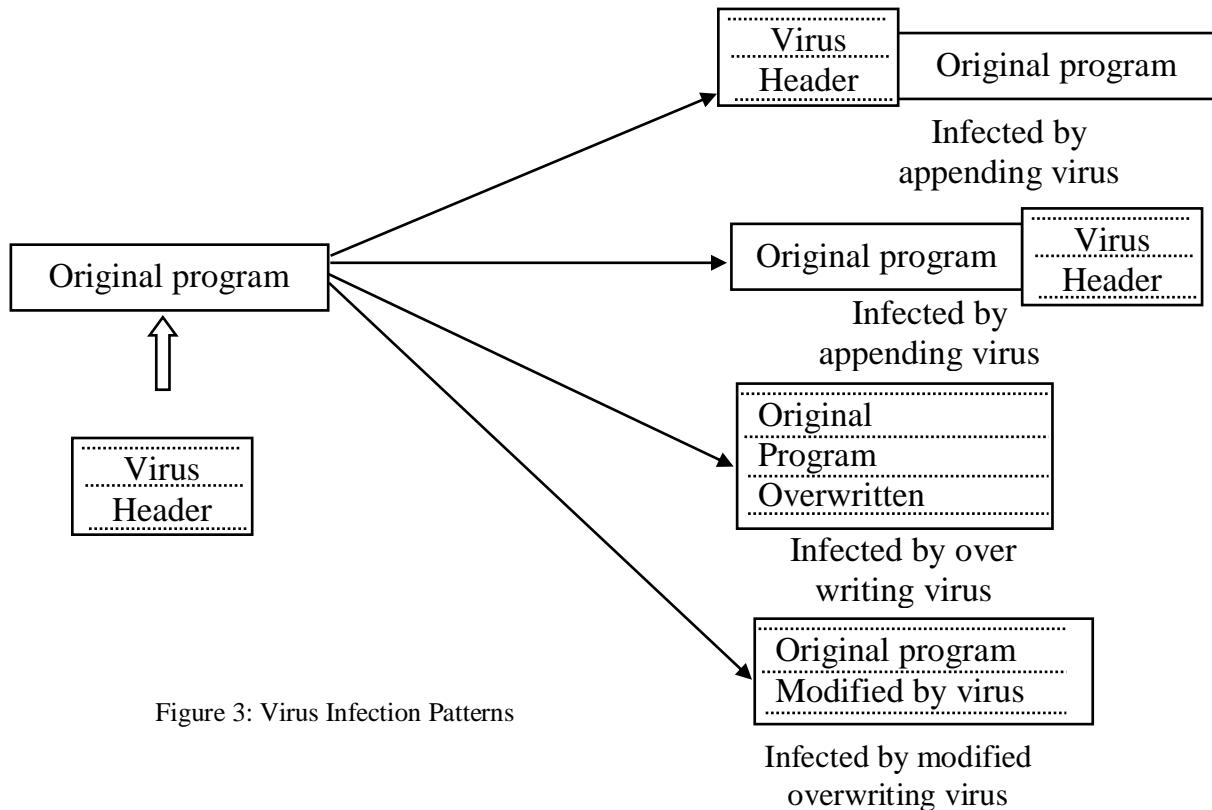 Virus
Header
Original program
Infected by
appending virus
Original program
Virus
Header
Original program
Infected by
appending virus
Virus
Header
Original
Program
Overwritten
Infected by over
writing virus
Original program
Modified by virus
Figure 3: Virus Infection Patterns
Infected by modified
overwriting virus